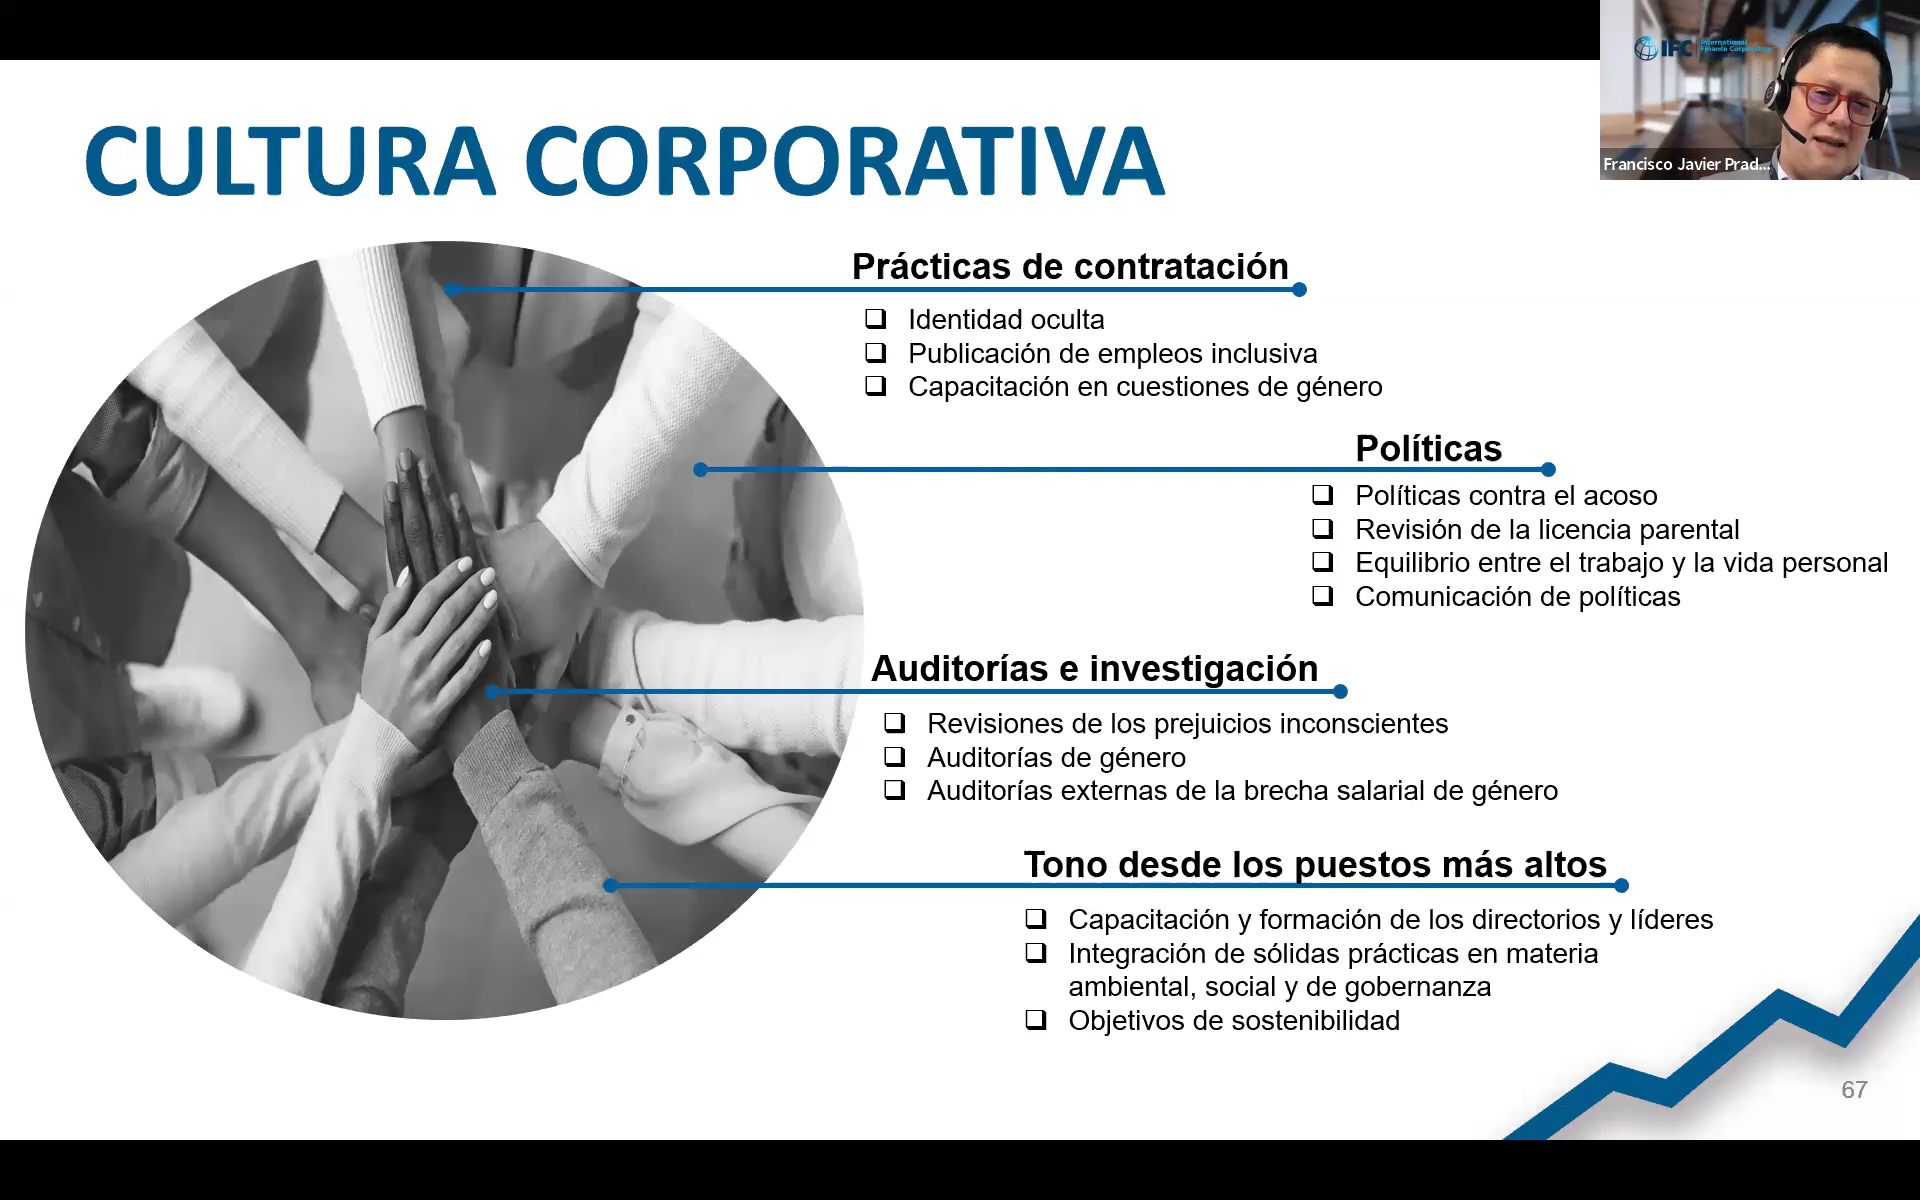 IFC International
Finance Corporation
Francisco Javier Prad...
CULTURA CORPORATIVA
Prácticas de contratación
Identidad oculta
Publicación de empleos inclusiva
Capacitación en cuestiones de género
Políticas
Políticas contra el acoso
Revisión de la licencia parental
Equilibrio entre el trabajo y la vida personal
Comunicación de políticas
Auditorías e investigación
Revisiones de los prejuicios inconscientes
Auditorías de género
Auditorías externas de la brecha salarial de género
Tono desde los puestos más altos
Capacitación y formación de los directorios y líderes
Integración de sólidas prácticas en materia
ambiental, social y de gobernanza
Objetivos de sostenibilidad
67